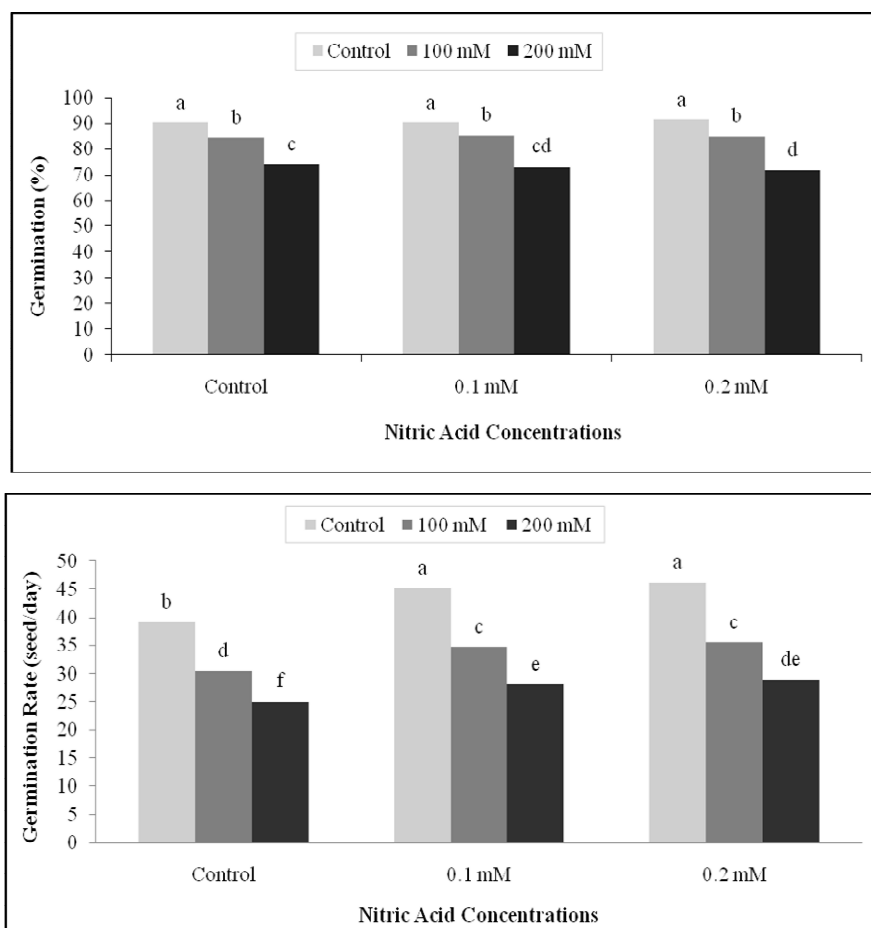 Control 100 mM 200 mM
100
90
80
70
60
50
40
30
20
10
0
Germination (%)
a b c a b cd a b d
Control 0.1 mM 0.2 mM
Nitric Acid Concentrations
Control 100 mM 200 mM
50
45
40
35
30
25
20
15
10
5
0
Germination Rate (seed/day)
b d f a c e a c de
Control 0.1 mM 0.2 mM
Nitric Acid Concentrations